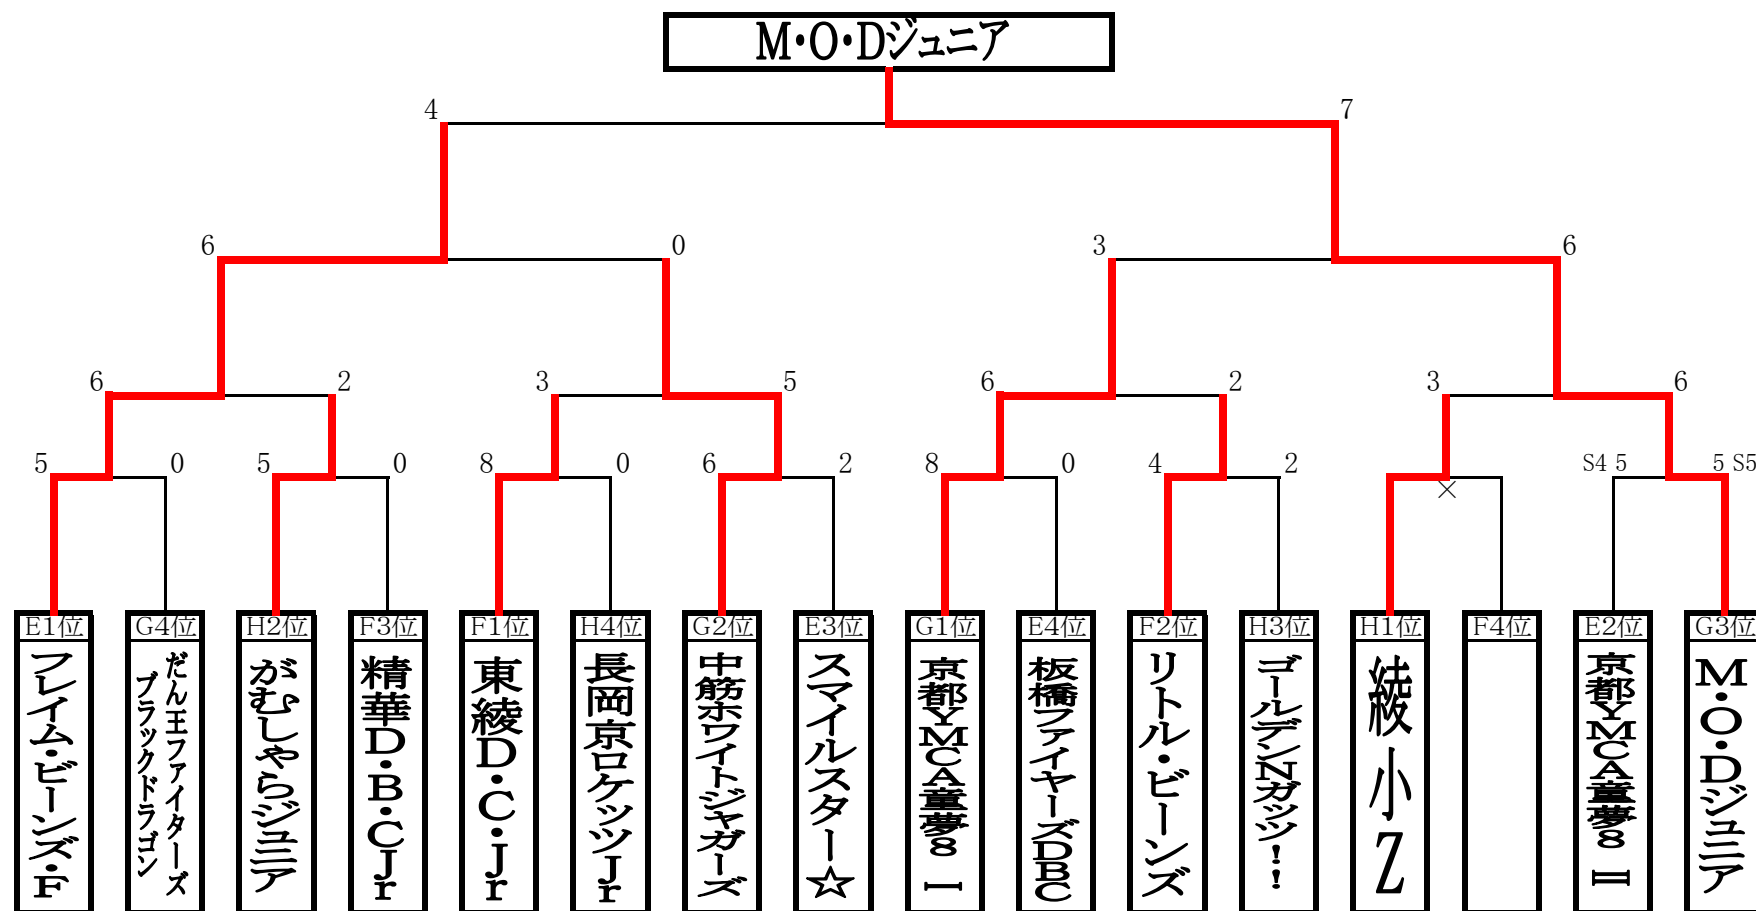 M・O・Dジュニア
4
7
6
0
3
6
6
2
3
5
6
2
3
6
5
0
5
0
8
0
6
2
8
0
4
2
×
S4 5
5 S5
E1位
G4位
H2位
F3位
F1位
H4位
G2位
E3位
G1位
E4位
F2位
H3位
H1位
F4位
E2位
G3位
フレイム・ビーンズ・F
だん王ファイターズ
ブラックドラゴン
がむしゃらジュニア
精華D・B・CJr
東綾D・C・Jr
長岡京ロケッツJr
中筋ホワイトジャガーズ
スマイルスター☆
京都YMCA童夢8 I
板橋ファイヤーズDBC
リトル・ビーンズ
ゴールデンNガッツ!!
綾小Z
京都YMCA童夢8 II
M・O・Dジュニア